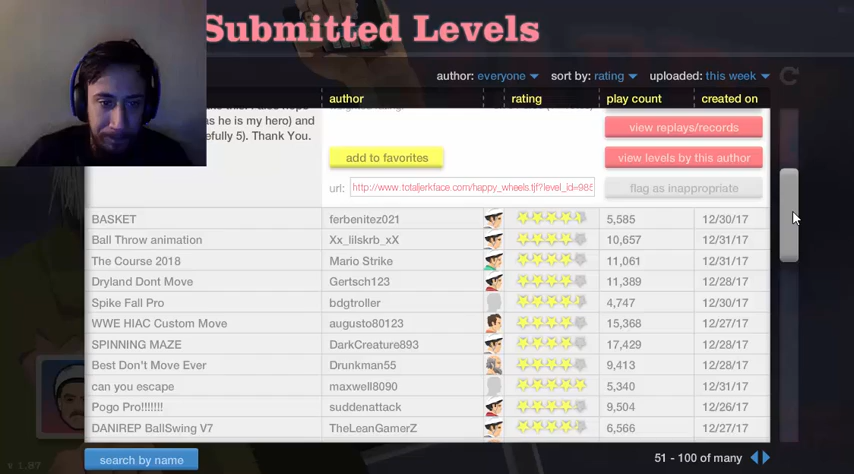 Submitted Levels
author: everyone sort by: rating uploaded: this week
author rating play count created on
as he is my hero) and
efully 5). Thank You.
view replays/records
add to favorites
view levels by this author
url: http://www.totaljerkface.com/happy_wheels.tjf?level_id=985
flag as inappropriate
BASKET ferbenitez021 5,585 12/30/17
Ball Throw animation Xx_lilskrb_xX 10,657 12/31/17
The Course 2018 Mario Strike 11,061 12/31/17
Dryland Dont Move Gertsch123 11,389 12/28/17
Spike Fall Pro bdgtroller 4,747 12/30/17
WWE HIAC Custom Move augusto80123 15,368 12/27/17
SPINNING MAZE DarkCreature893 17,429 12/28/17
Best Don't Move Ever Drunkman55 9,413 12/28/17
can you escape maxwell8090 5,340 12/31/17
Pogo Pro!!!!!!! suddenattack 9,504 12/26/17
DANIREP BallSwing V7 TheLeanGamerZ 6,566 12/27/17
search by name
51 - 100 of many
v 1.87